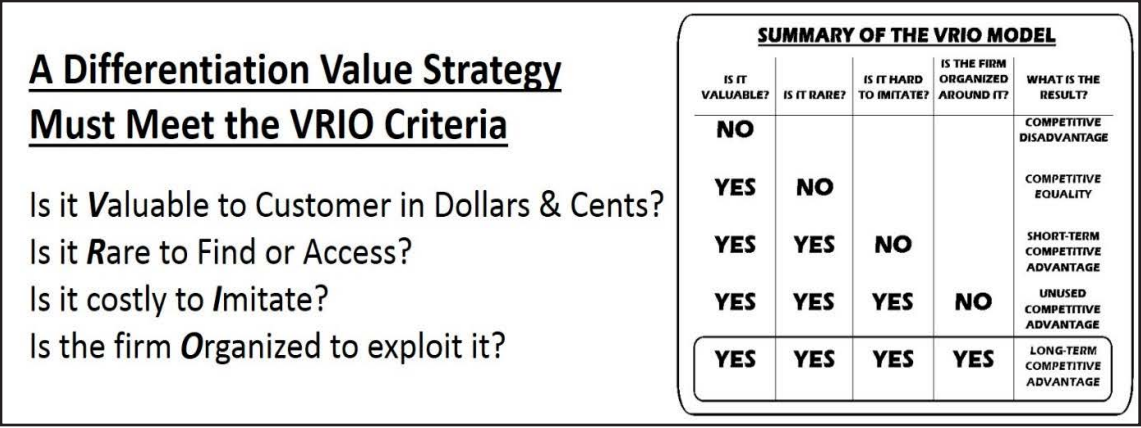 A Differentiation Value Strategy
Must Meet the VRIO Criteria
Is it Valuable to Customer in Dollars & Cents?
Is it Rare to Find or Access?
Is it costly to Imitate?
Is the firm Organized to exploit it?
SUMMARY OF THE VRIO MODEL
IS IT
VALUABLE?
IS IT RARE?
IS IT HARD
TO IMITATE?
IS THE FIRM
ORGANIZED
AROUND IT?
WHAT IS THE
RESULT?
NO
COMPETITIVE
DISADVANTAGE
YES NO
COMPETITIVE
EQUALITY
YES YES NO
SHORT-TERM
COMPETITIVE
ADVANTAGE
YES YES YES NO
UNUSED
COMPETITIVE
ADVANTAGE
YES YES YES YES
LONG-TERM
COMPETITIVE
ADVANTAGE